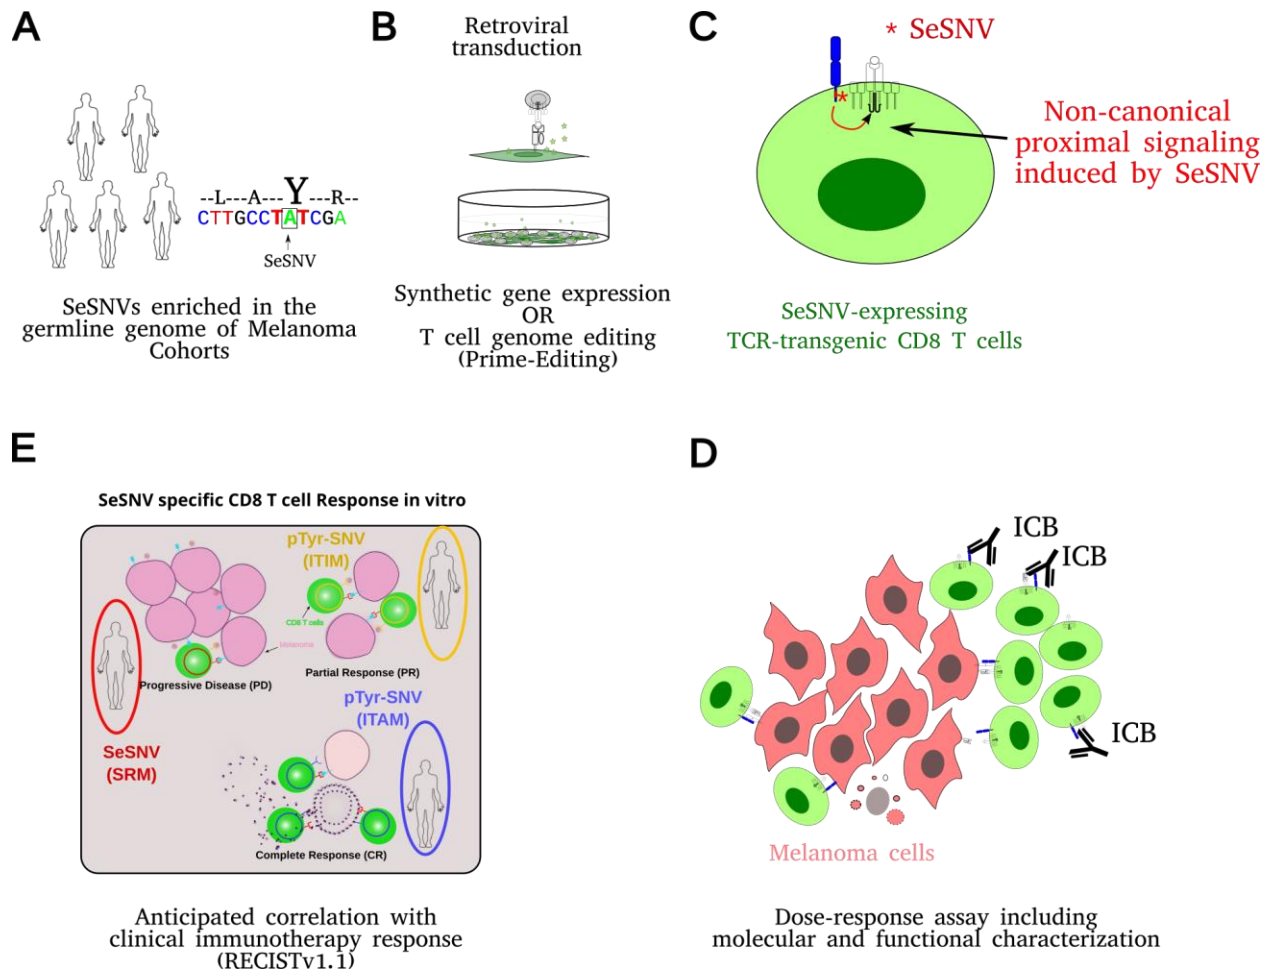 A
--L---A---Y---R--
CTTGCCTATCGA
SeSNV
SeSNVs enriched in the
germline genome of Melanoma
Cohorts
B
Retroviral
transduction
Synthetic gene expression
OR
T cell genome editing
(Prime-Editing)
C
* SeSNV
*
Non-canonical
proximal signaling
induced by SeSNV
SeSNV-expressing
TCR-transgenic CD8 T cells
E
SeSNV specific CD8 T cell Response in vitro
pTyr-SNV
(ITIM)
CD8 T cells
Melanoma
Partial Response (PR)
Progressive Disease (PD)
SeSNV
(SRM)
pTyr-SNV
(ITAM)
Complete Response (CR)
Anticipated correlation with
clinical immunotherapy response
(RECISTv1.1)
D
ICB
ICB
ICB
Melanoma cells
Dose-response assay including
molecular and functional characterization